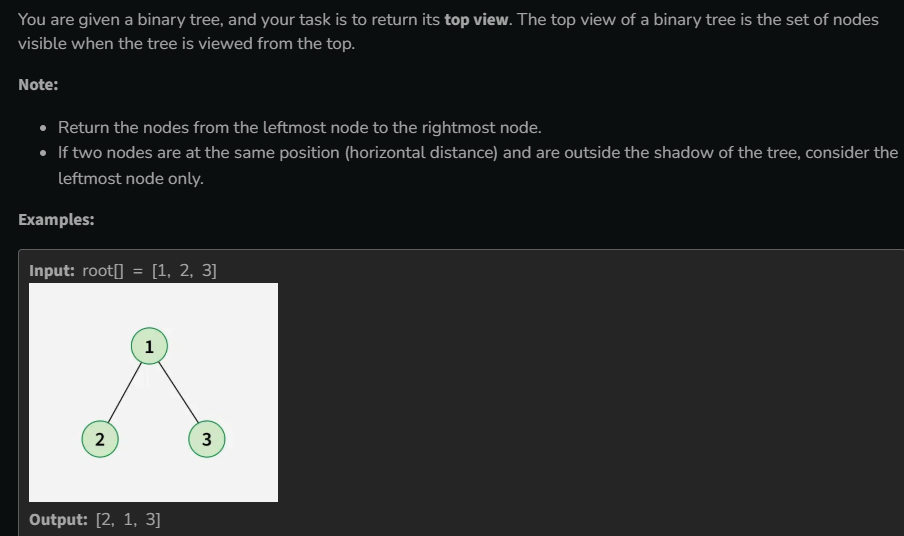 You are given a binary tree, and your task is to return its top view. The top view of a binary tree is the set of nodes
visible when the tree is viewed from the top.
Note:
Return the nodes from the leftmost node to the rightmost node.
If two nodes are at the same position (horizontal distance) and are outside the shadow of the tree, consider the
leftmost node only.
Examples:
Input: root[] = [1, 2, 3]
1
2 3
Output: [2, 1, 3]